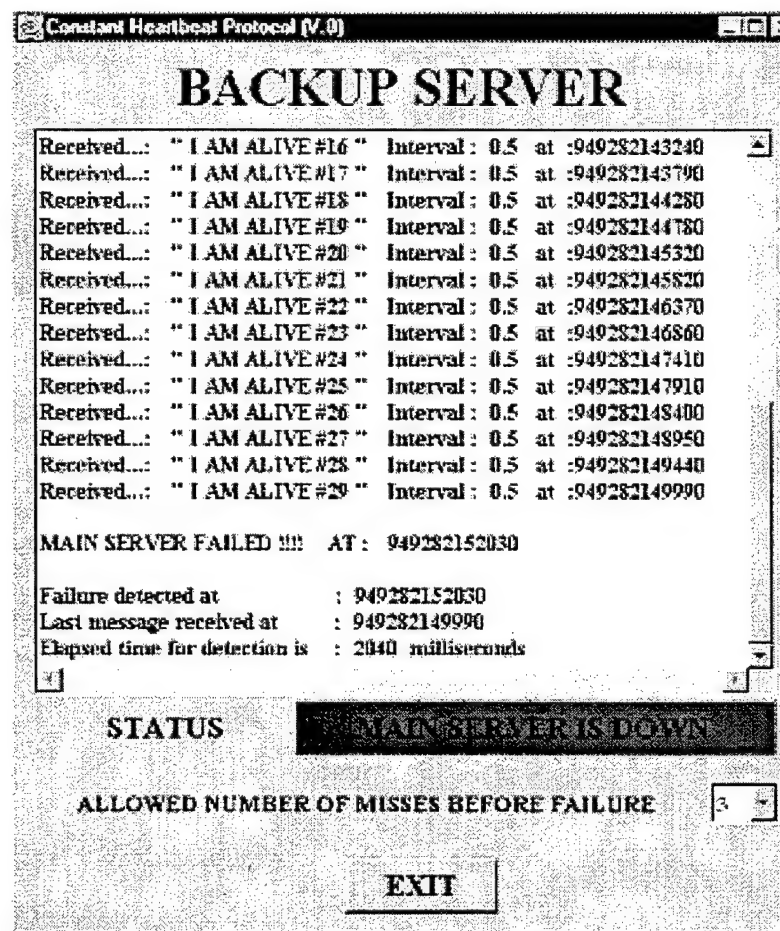 Constant Heartbeat Protocol (V.0)
BACKUP SERVER
Received...: " I AM ALIVE #16 " Interval : 0.5 at :949282143240
Received...: " I AM ALIVE #17 " Interval : 0.5 at :949282143790
Received...: " I AM ALIVE #18 " Interval : 0.5 at :949282144280
Received...: " I AM ALIVE #19 " Interval : 0.5 at :949282144780
Received...: " I AM ALIVE #20 " Interval : 0.5 at :949282145320
Received...: " I AM ALIVE #21 " Interval : 0.5 at :949282145820
Received...: " I AM ALIVE #22 " Interval : 0.5 at :949282146370
Received...: " I AM ALIVE #23 " Interval : 0.5 at :949282146860
Received...: " I AM ALIVE #24 " Interval : 0.5 at :949282147410
Received...: " I AM ALIVE #25 " Interval : 0.5 at :949282147910
Received...: " I AM ALIVE #26 " Interval : 0.5 at :949282148400
Received...: " I AM ALIVE #27 " Interval : 0.5 at :949282148950
Received...: " I AM ALIVE #28 " Interval : 0.5 at :949282149440
Received...: " I AM ALIVE #29 " Interval : 0.5 at :949282149990
MAIN SERVER FAILED !!!! AT : 949282152030
Failure detected at : 949282152030
Last message received at : 949282149990
Elapsed time for detection is : 2040 milliseconds
STATUS MAIN SERVER IS DOWN
ALLOWED NUMBER OF MISSES BEFORE FAILURE 3
EXIT